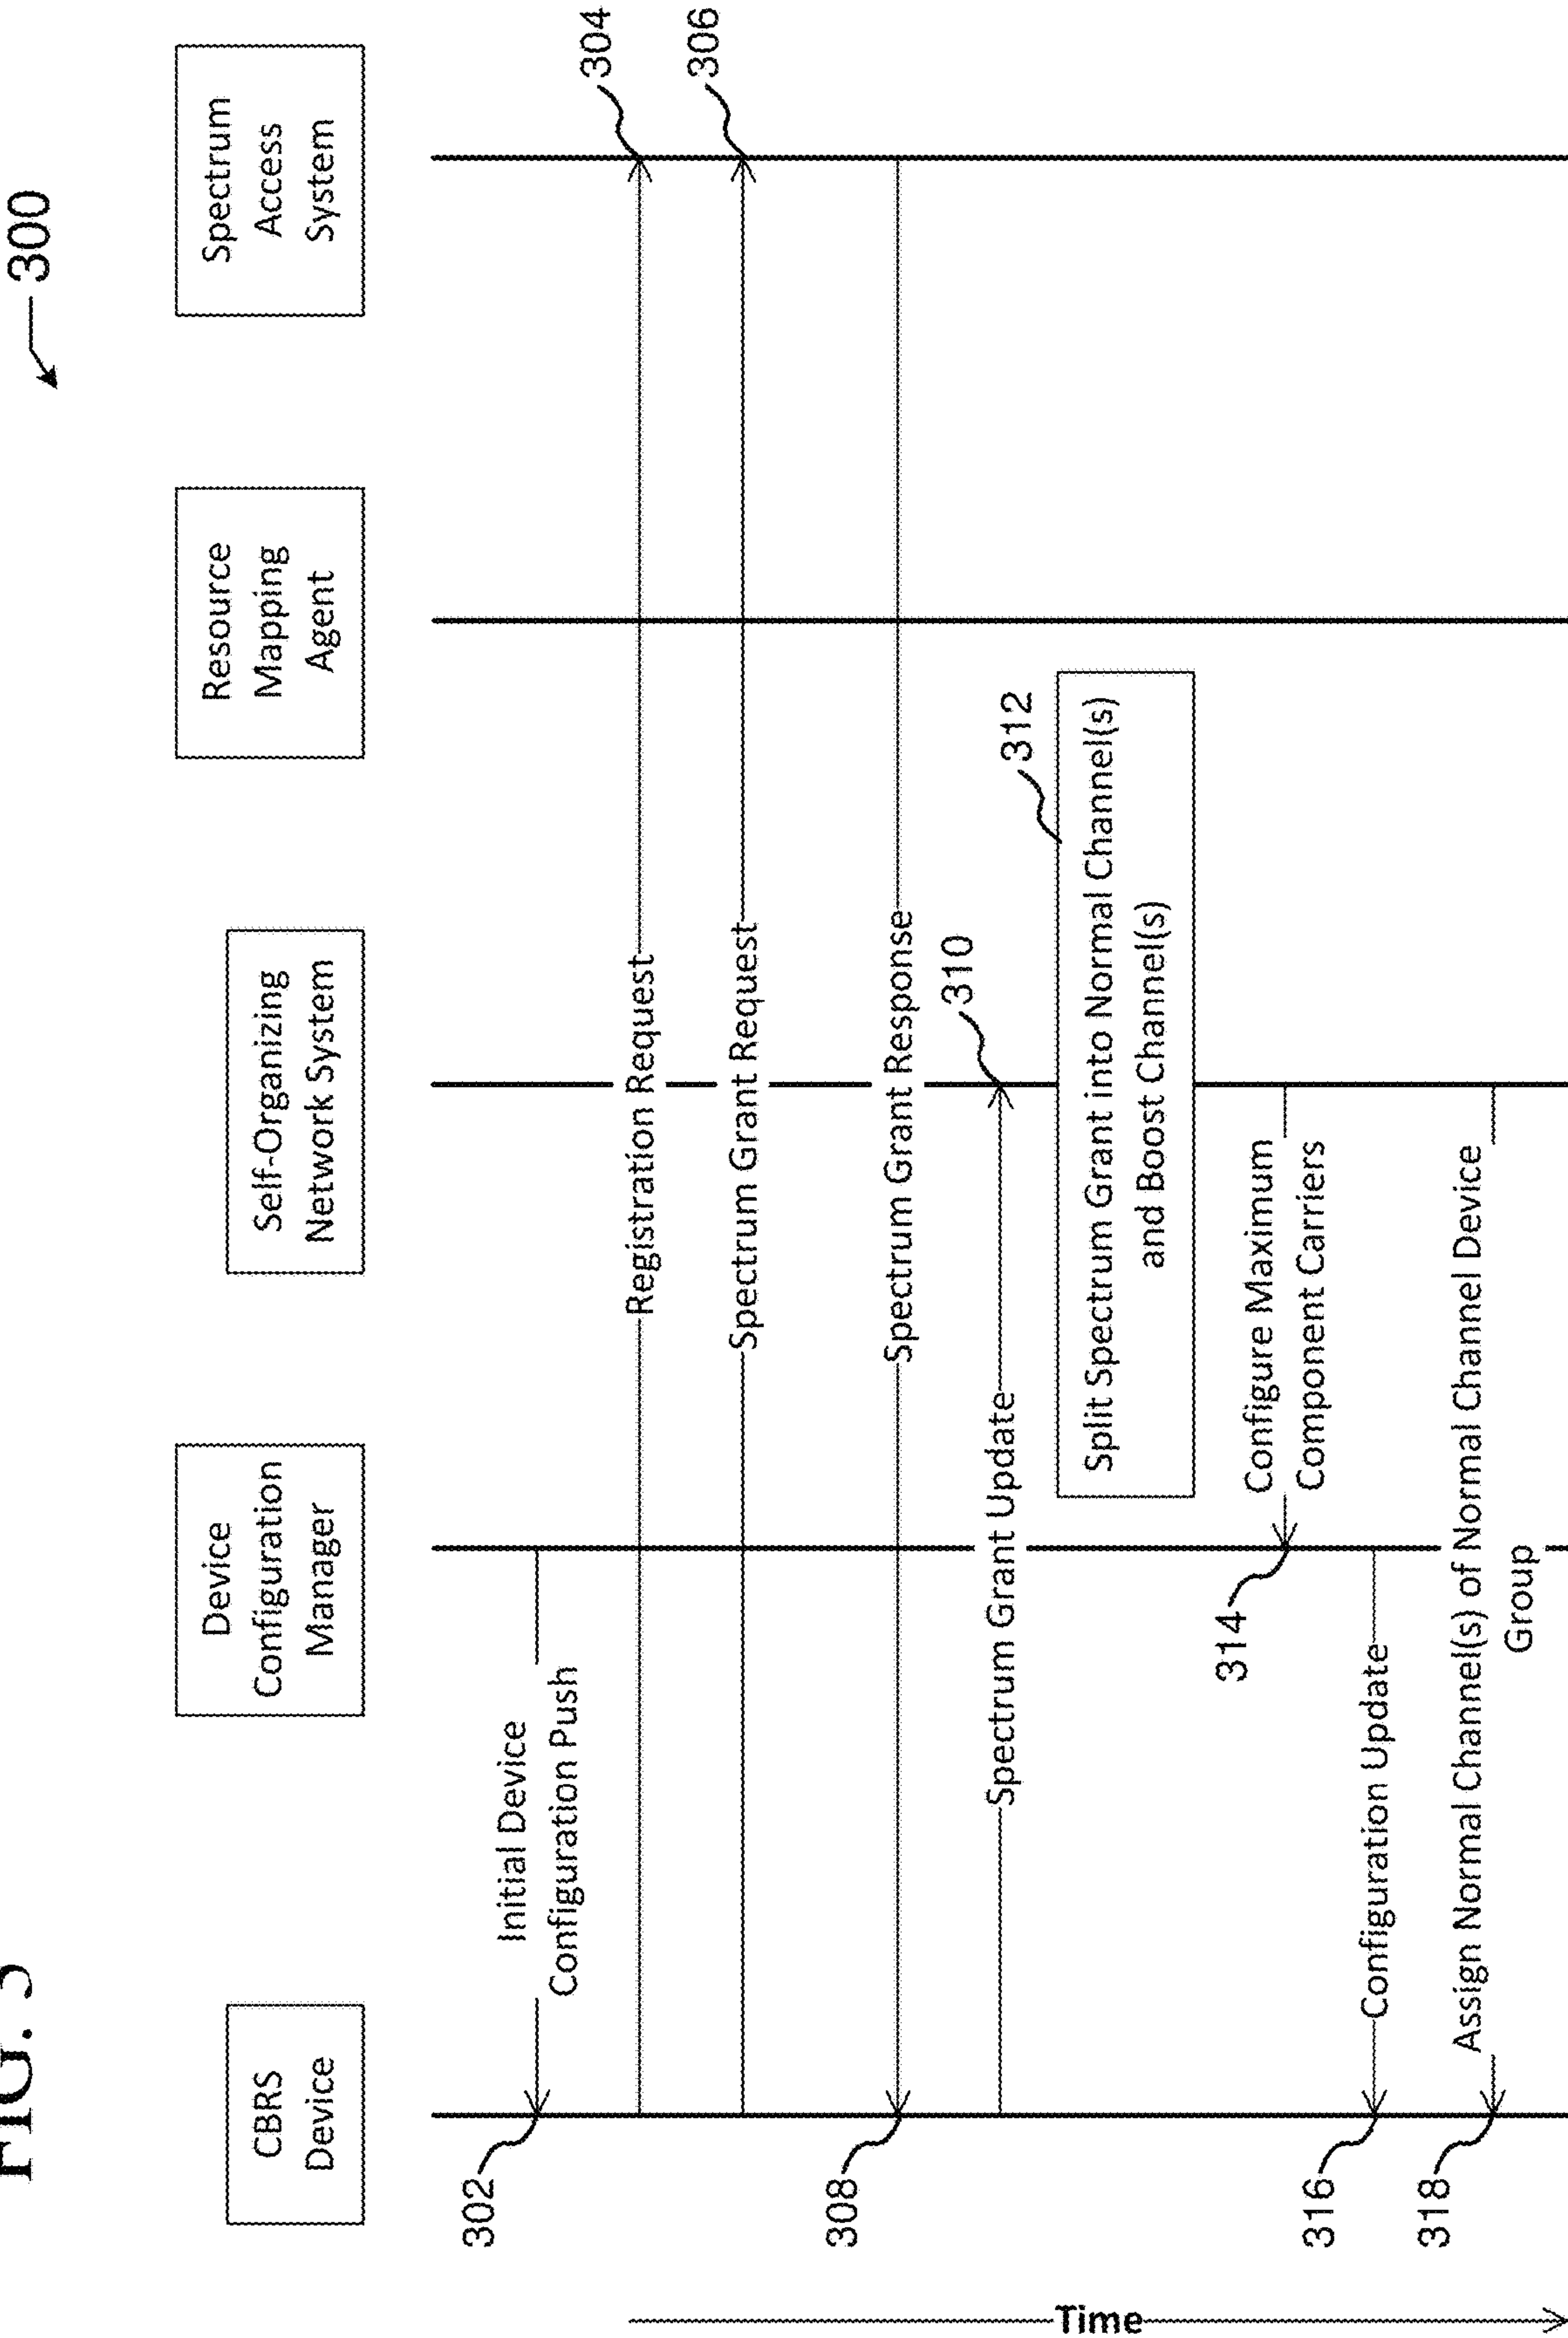 FIG. 3
300
CBRS
Device
Device
Configuration
Manager
Self-Organizing
Network System
Resource
Mapping
Agent
Spectrum
Access
System
302
Initial Device
Configuration Push
Registration Request
304
Spectrum Grant Request
306
308
Spectrum Grant Response
Spectrum Grant Update
310
312
Split Spectrum Grant into Normal Channel(s)
and Boost Channel(s)
314
Configure Maximum
Component Carriers
316
Configuration Update
318
Assign Normal Channel(s) of Normal Channel Device
Group
Time